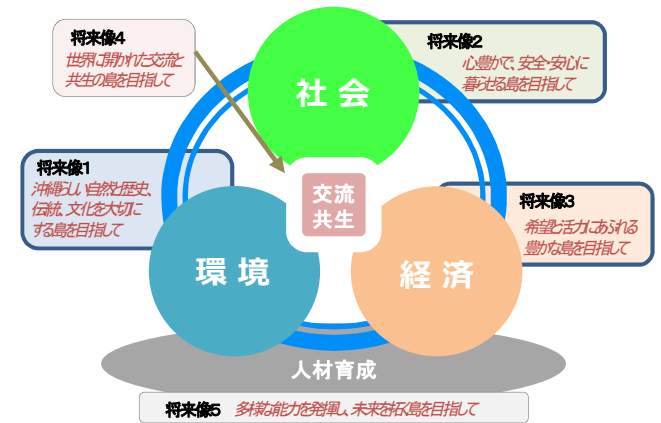 将来像4
世界に開かれた交流と
共生の島を目指して
社会
将来像2
心豊かで、安全・安心に
暮らせる島を目指して
将来像1
沖縄らしい自然と歴史、
伝統、文化を大切に
する島を目指して
交流
共生
将来像3
希望と活力にあふれる
豊かな島を目指して
環境
経済
人材育成
将来像5 多様な能力を発揮し、未来を拓く島を目指して